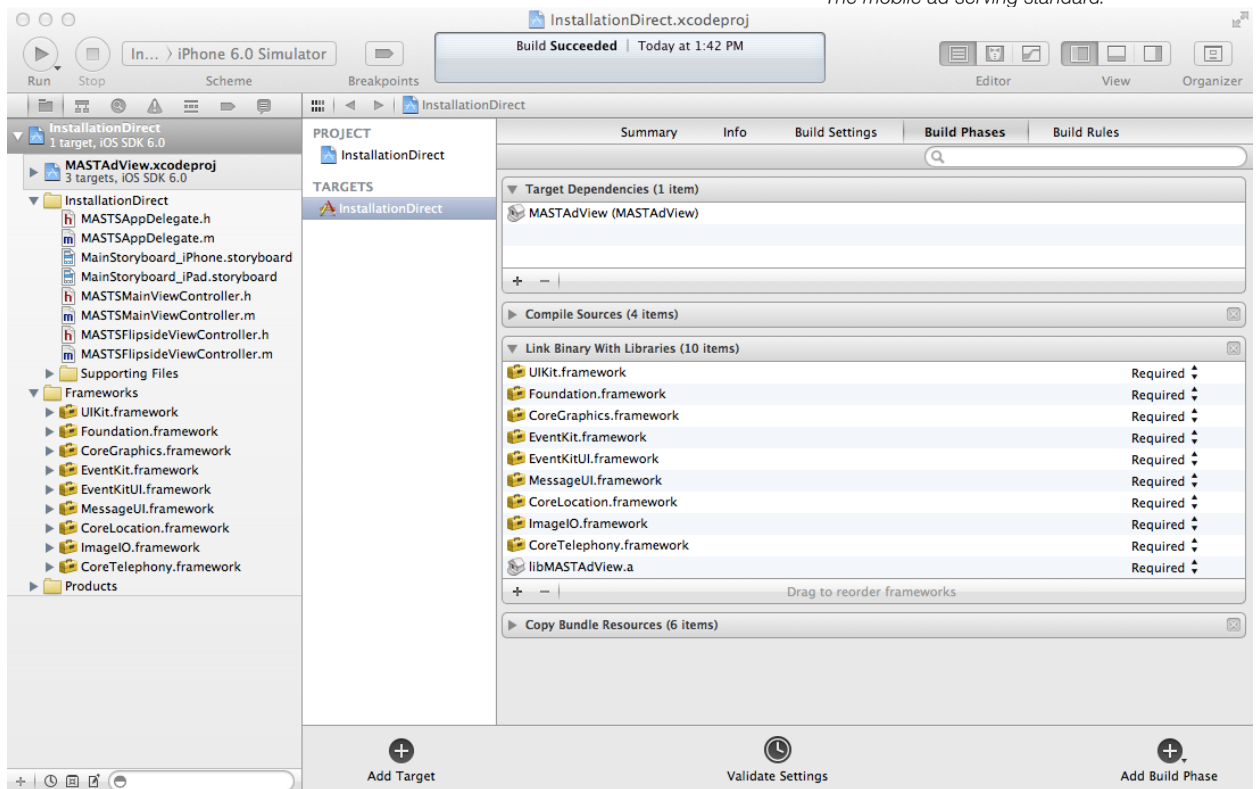 The mobile ad serving standard.
InstallationDirect.xcodeproj
Build Succeeded | Today at 1:42 PM
In... 〉 iPhone 6.0 Simulator
Run Stop Scheme Breakpoints Editor View Organizer
InstallationDirect
InstallationDirect
1 target, iOS SDK 6.0
MASTAdView.xcodeproj
3 targets, iOS SDK 6.0
InstallationDirect
h MASTSAppDelegate.h
m MASTSAppDelegate.m
MainStoryboard_iPhone.storyboard
MainStoryboard_iPad.storyboard
h MASTSMainViewController.h
m MASTSMainViewController.m
h MASTSFlipsideViewController.h
m MASTSFlipsideViewController.m
Supporting Files
Frameworks
UIKit.framework
Foundation.framework
CoreGraphics.framework
EventKit.framework
EventKitUI.framework
MessageUI.framework
CoreLocation.framework
ImageIO.framework
CoreTelephony.framework
Products
PROJECT
InstallationDirect
TARGETS
InstallationDirect
Summary Info Build Settings Build Phases Build Rules
Target Dependencies (1 item)
MASTAdView (MASTAdView)
Compile Sources (4 items)
Link Binary With Libraries (10 items)
UIKit.framework Required
Foundation.framework Required
CoreGraphics.framework Required
EventKit.framework Required
EventKitUI.framework Required
MessageUI.framework Required
CoreLocation.framework Required
ImageIO.framework Required
CoreTelephony.framework Required
libMASTAdView.a Required
Drag to reorder frameworks
Copy Bundle Resources (6 items)
Add Target Validate Settings Add Build Phase